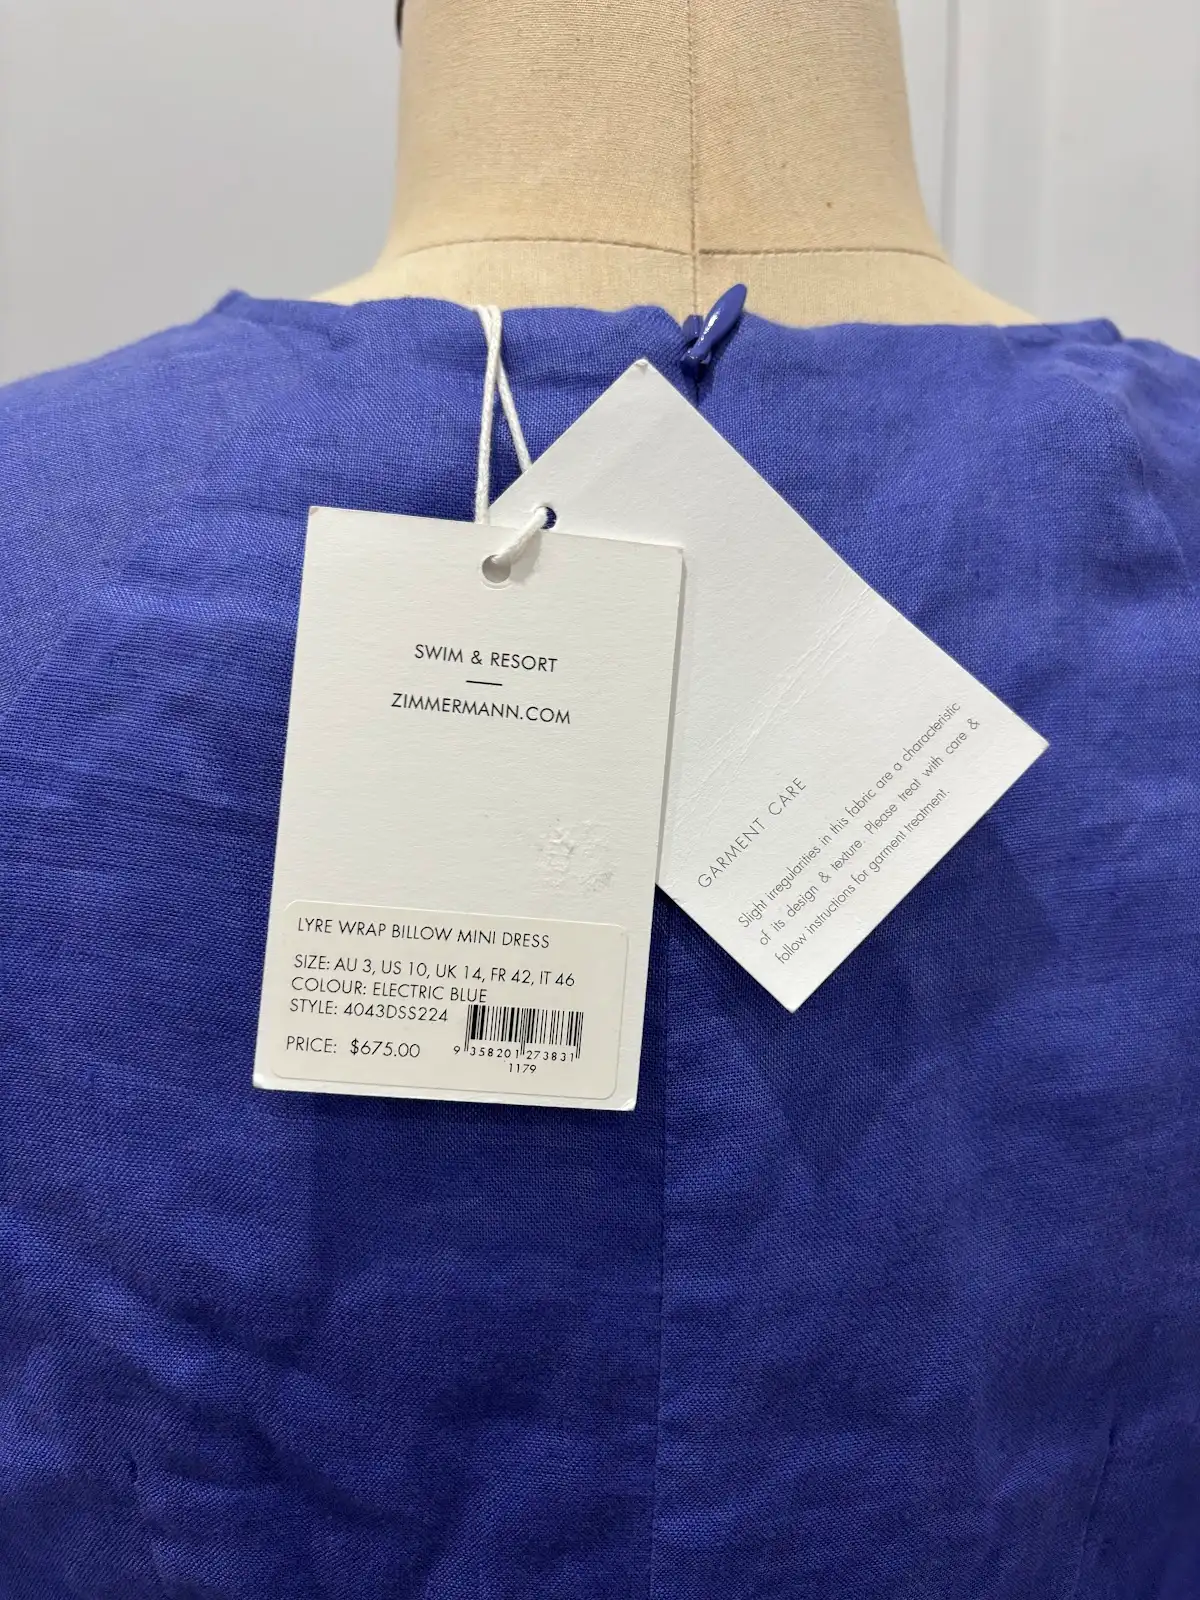 SWIM & RESORT
ZIMMERMANN.COM
LYRE WRAP BILLOW MINI DRESS
SIZE: AU 3, US 10, UK 14, FR 42, IT 46
COLOUR: ELECTRIC BLUE
STYLE: 4043DSS224
PRICE: $675.00
9 358201 273831
1179
GARMENT CARE
Slight irregularities in this fabric are a characteristic
of its design & texture. Please treat with care &
follow instructions for garment treatment.